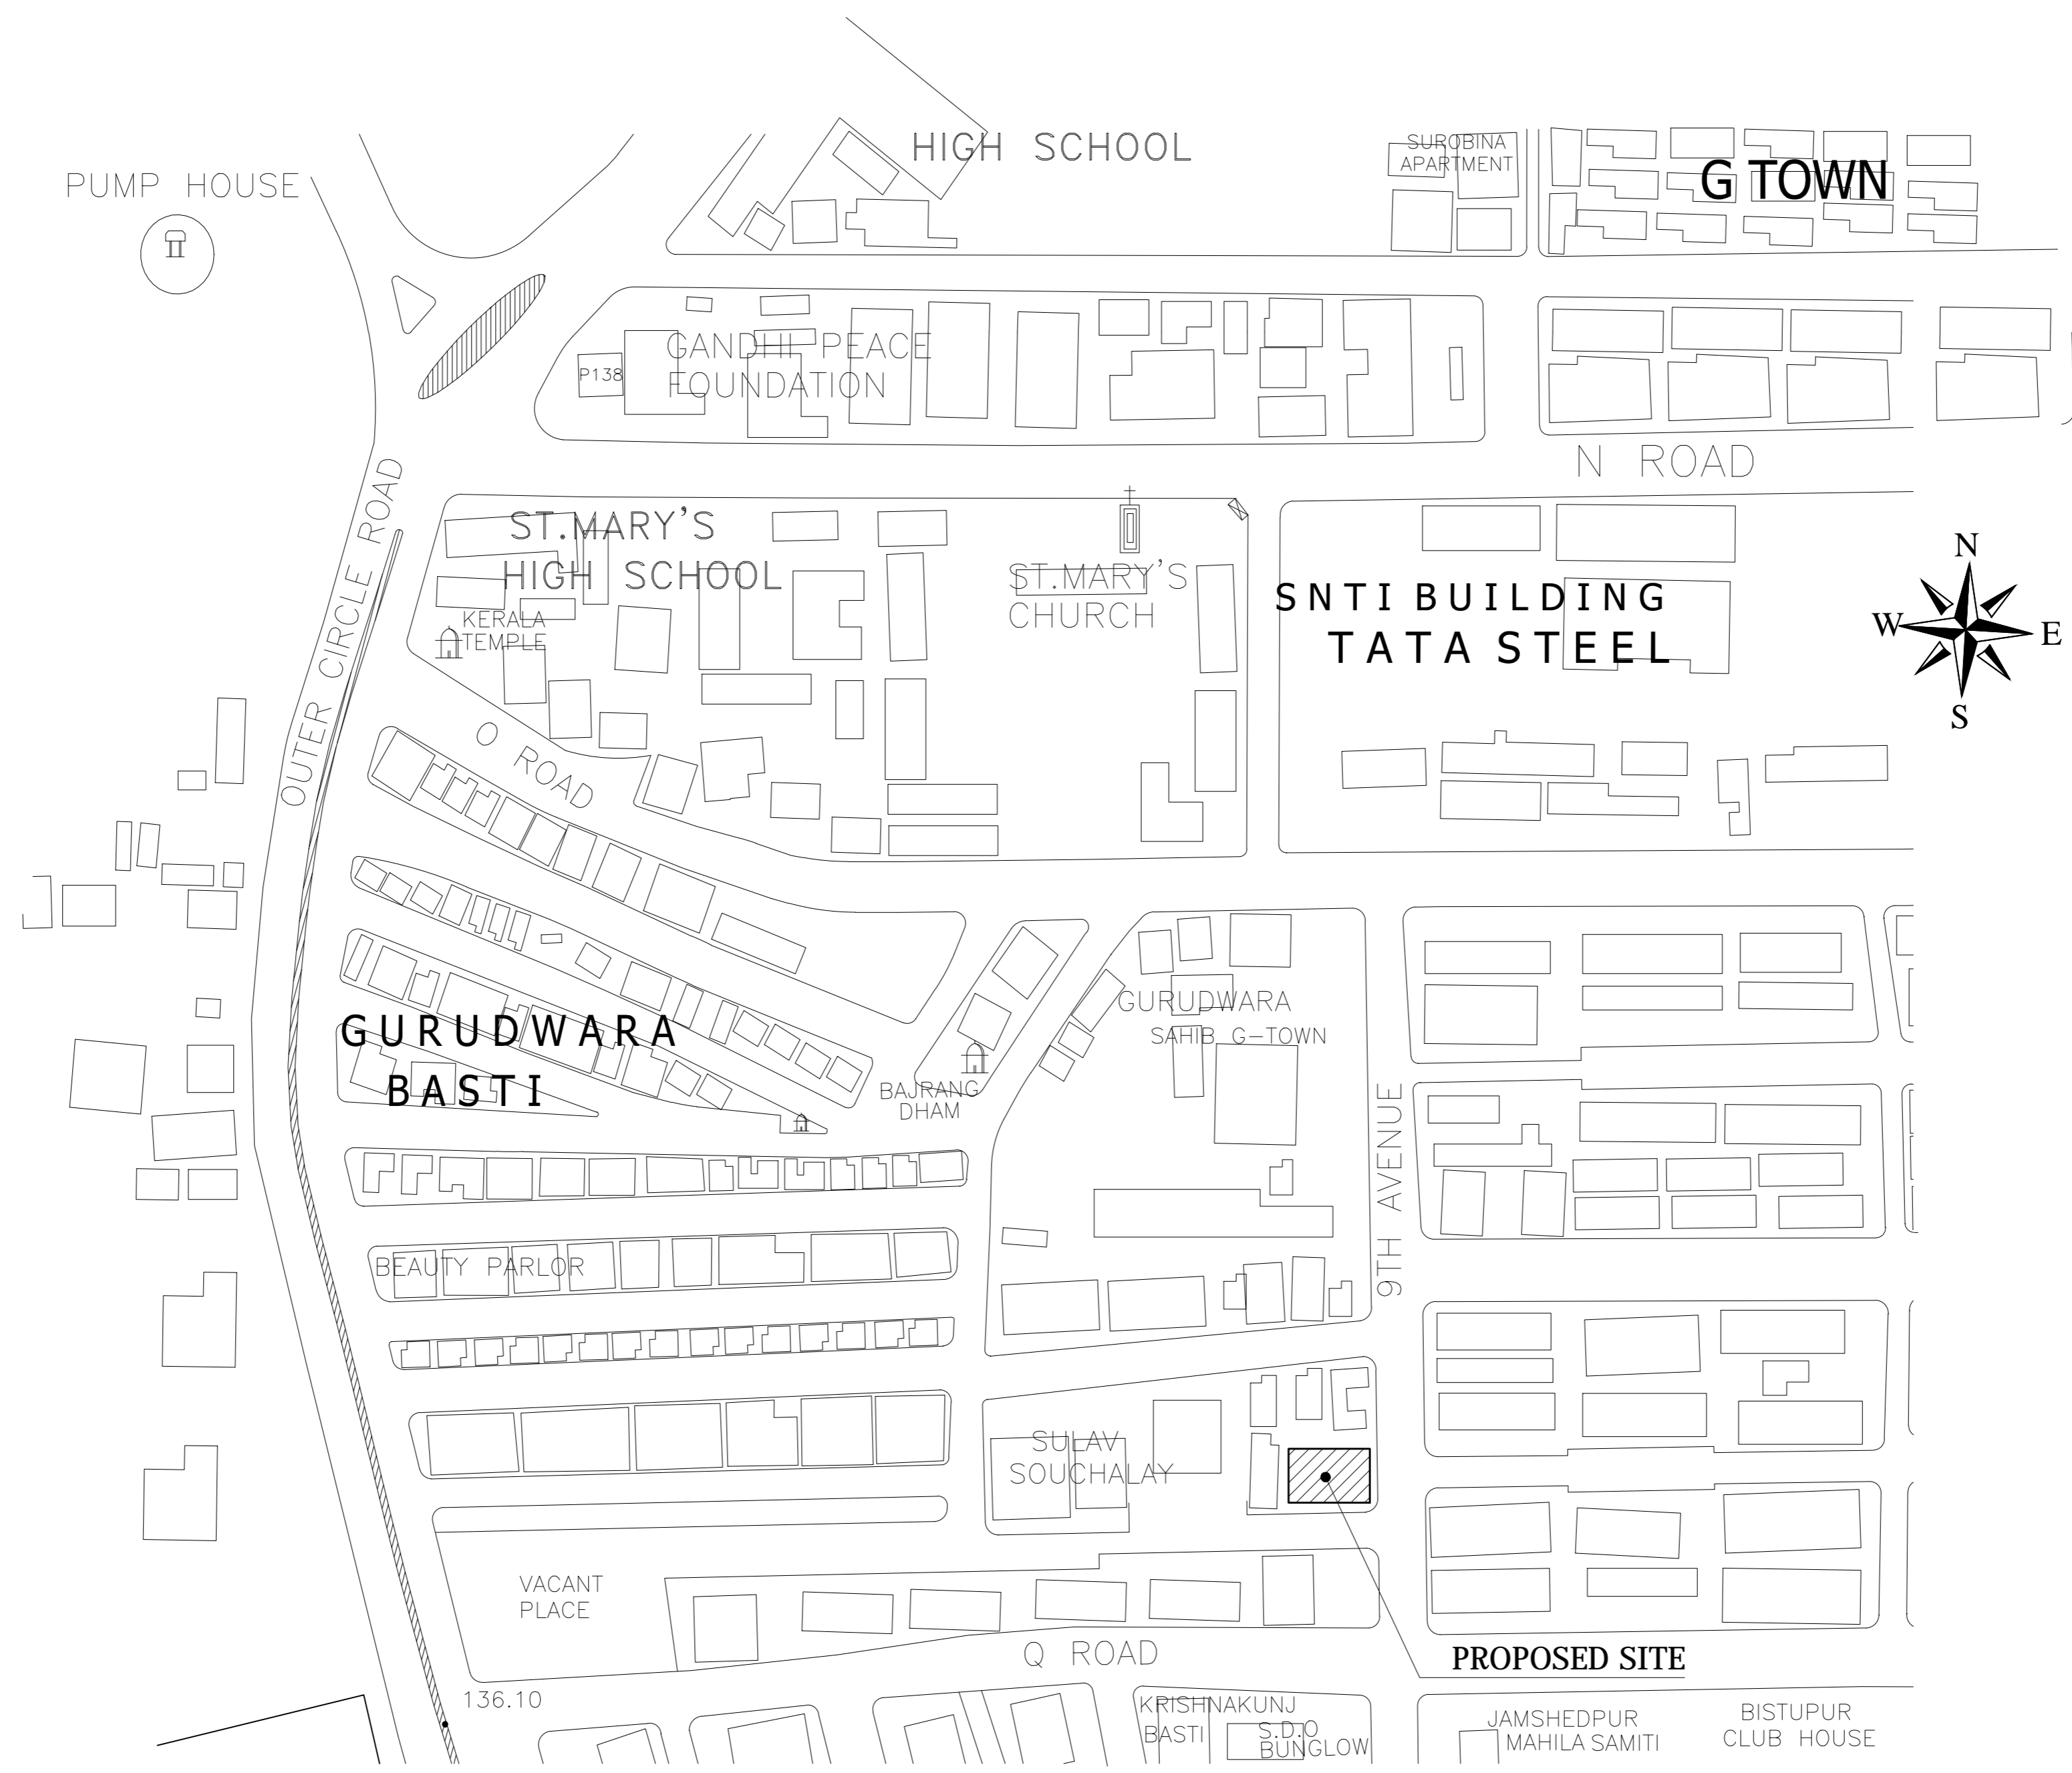 HIGH SCHOOL
SUROBINA
APARTMENT
G TOWN
PUMP HOUSE
GANDHI PEACE
FOUNDATION
P138
N ROAD
OUTER CIRCLE ROAD
ST.MARY'S
HIGH SCHOOL
KERALA
TEMPLE
ST.MARY'S
CHURCH
SNTI BUILDING
TATA STEEL
N
W
E
S
O ROAD
GURUDWARA
SAHIB G-TOWN
GURUDWARA
BASTI
BAJRANG
DHAM
9TH AVENUE
BEAUTY PARLOR
SULAV
SOUCHALAY
VACANT
PLACE
Q ROAD
PROPOSED SITE
136.10
KRISHNAKUNJ
BASTI
S.D.O
BUNGLOW
JAMSHEDPUR
MAHILA SAMITI
BISTUPUR
CLUB HOUSE